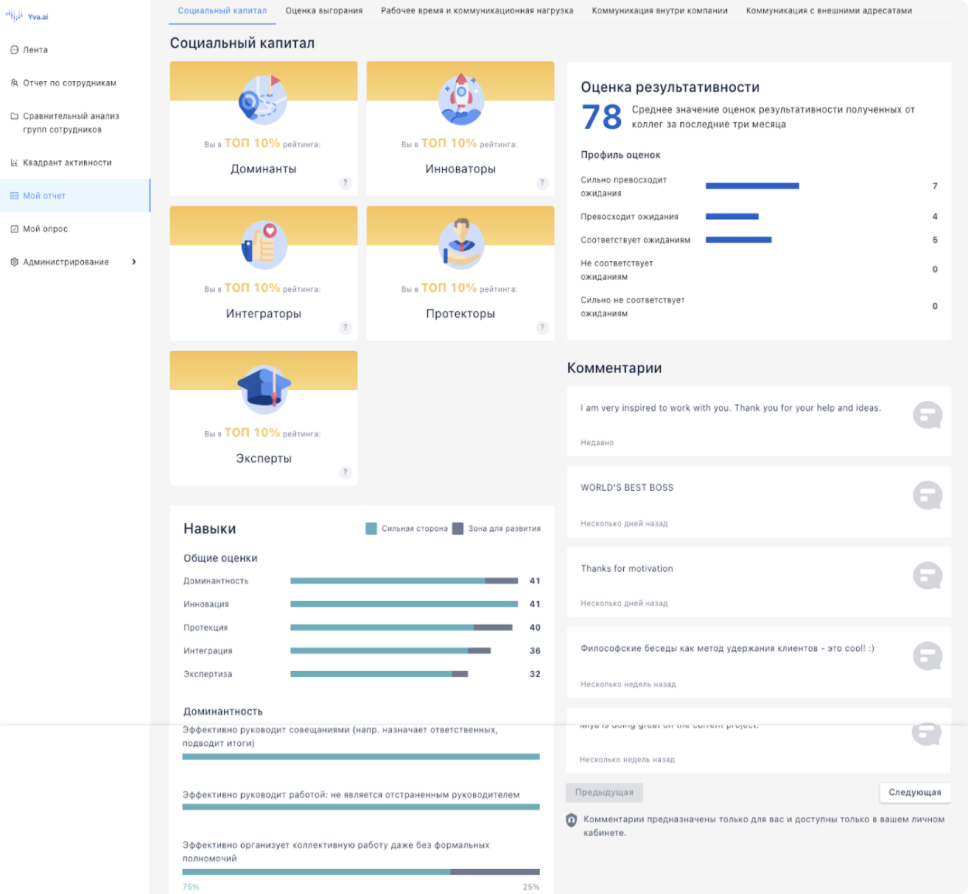 Yva.ai
Лента
Отчет по сотрудникам
Сравнительный анализ
групп сотрудников
Квадрант активности
Мой отчет
Мой опрос
Администрирование
Социальный капитал
Оценка выгорания
Рабочее время и коммуникационная нагрузка
Коммуникация внутри компании
Коммуникация с внешними адресатами
Социальный капитал
Вы в ТОП 10% рейтинга:
Доминанты
?
Вы в ТОП 10% рейтинга:
Инноваторы
?
Вы в ТОП 10% рейтинга:
Интеграторы
?
Вы в ТОП 10% рейтинга:
Протекторы
?
Вы в ТОП 10% рейтинга:
Эксперты
?
Навыки
Сильная сторона
Зона для развития
Общие оценки
Доминантность 41
Инновация 41
Протекция 40
Интеграция 36
Экспертиза 32
Доминантность
Эффективно руководит совещаниями (напр. назначает ответственных,
подводит итоги)
Эффективно руководит работой: не является отстраненным руководителем
Эффективно организует коллективную работу даже без формальных
полномочий
75% 25%
Оценка результативности
78
Среднее значение оценок результативности полученных от
коллег за последние три месяца
Профиль оценок
Сильно превосходит
ожидания
7
Превосходит ожидания 4
Соответствует ожиданиям 5
Не соответствует
ожиданиям
0
Сильно не соответствует
ожиданиям
0
Комментарии
I am very inspired to work with you. Thank you for your help and ideas.
Недавно
WORLD'S BEST BOSS
Несколько дней назад
Thanks for motivation
Несколько дней назад
Философские беседы как метод удержания клиентов - это cool! :)
Несколько недель назад
is doing great on the current project.
Несколько недель назад
Предыдущая
Следующая
Комментарии предназначены только для вас и доступны только в вашем личном
кабинете.